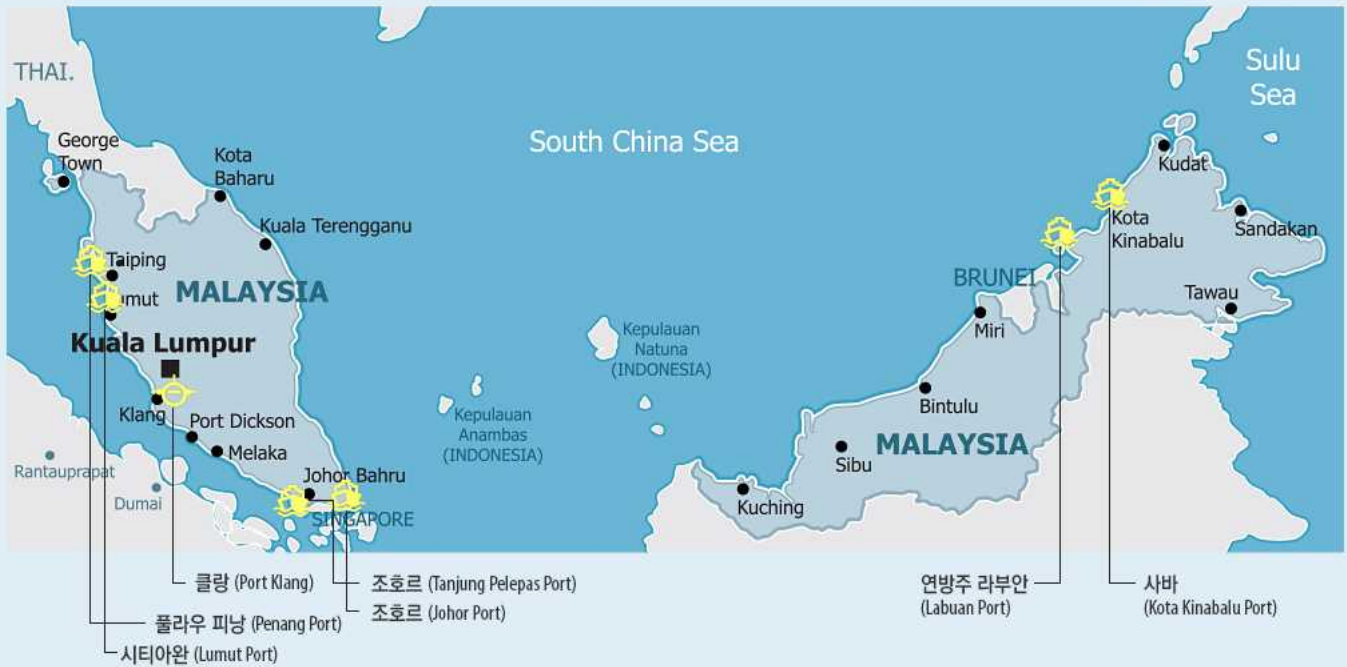 THAI.
George
Town
Kota
Baharu
Kuala Terengganu
Taiping
Lumut
MALAYSIA
Kuala Lumpur
Klang
Port Dickson
Melaka
Johor Bahru
SINGAPORE
Rantauprapat
Dumai
South China Sea
Kepulauan
Natuna
(INDONESIA)
Kepulauan
Anambas
(INDONESIA)
Sulu
Sea
Kudat
Kota
Kinabalu
Sandakan
BRUNEI
Tawau
Miri
Bintulu
MALAYSIA
Sibu
Kuching
클랑 (Port Klang)
풀라우 피낭 (Penang Port)
시티아완 (Lumut Port)
조호르 (Tanjung Pelepas Port)
조호르 (Johor Port)
연방주 라부안
(Labuan Port)
사바
(Kota Kinabalu Port)